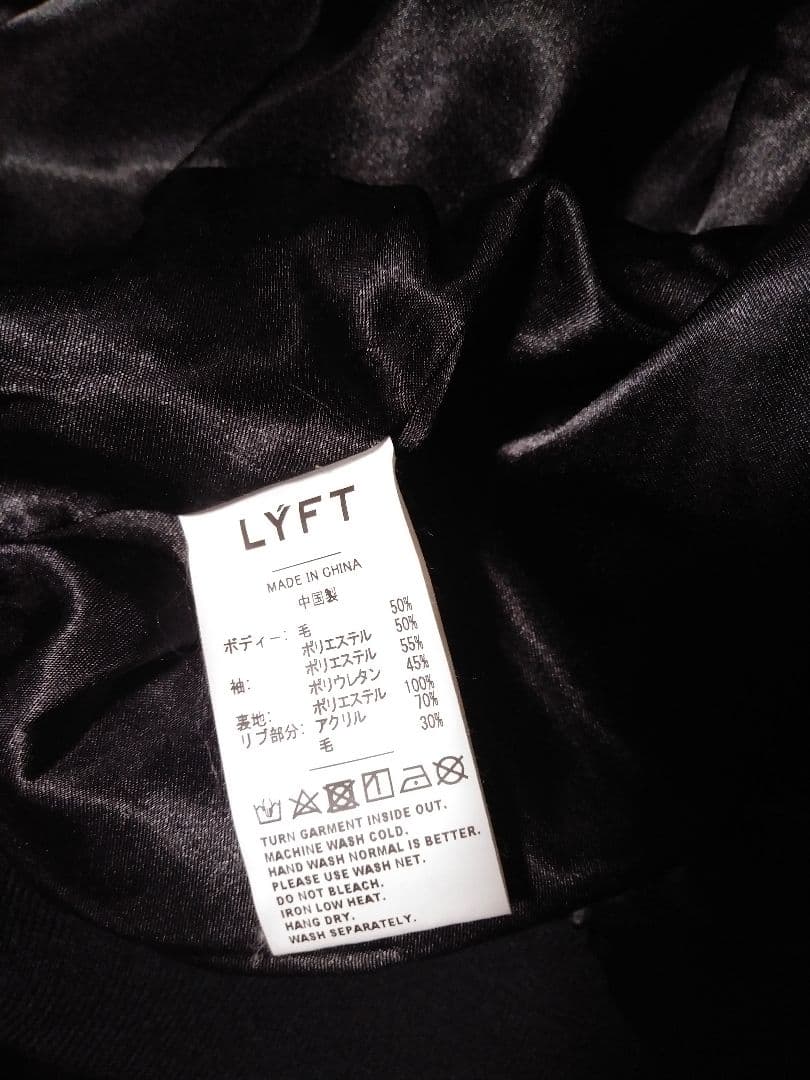 LYFT
MADE IN CHINA
中国製
ボディー: 毛 50%
ポリエステル 50%
袖: ポリエステル 55%
ポリウレタン 45%
裏地: ポリエステル 100%
リブ部分: アクリル 70%
毛 30%
TURN GARMENT INSIDE OUT.
MACHINE WASH COLD.
HAND WASH NORMAL IS BETTER.
PLEASE USE WASH NET.
DO NOT BLEACH.
IRON LOW HEAT.
HANG DRY.
WASH SEPARATELY.